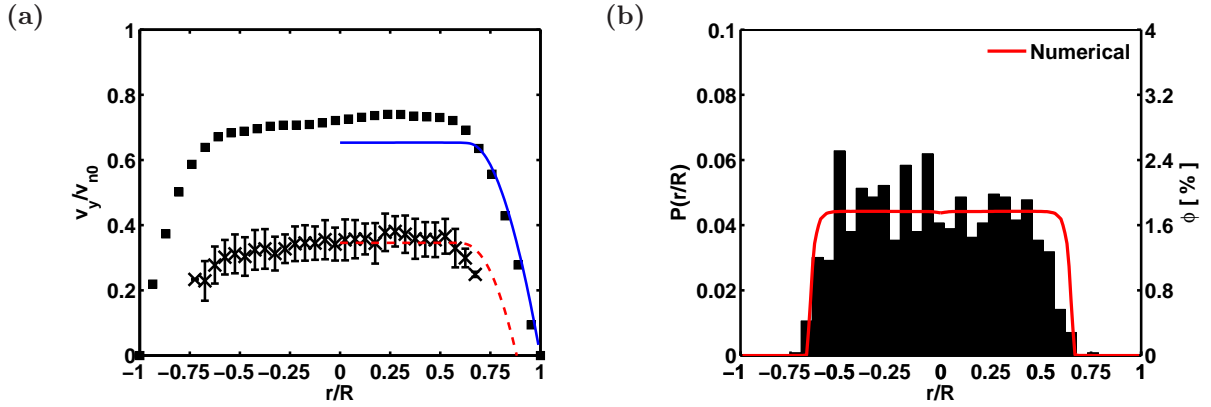 (a)
1
0.8
0.6
0.4
0.2
0
v_y/v_n0
−1 −0.75 −0.5 −0.25 0 0.25 0.5 0.75 1
r/R
(b)
0.1
0.08
0.06
0.04
0.02
0
P(r/R)
Numerical
4
3.2
2.4
1.6
0.8
0
ϕ [ % ]
−1 −0.75 −0.5 −0.25 0 0.25 0.5 0.75 1
r/R